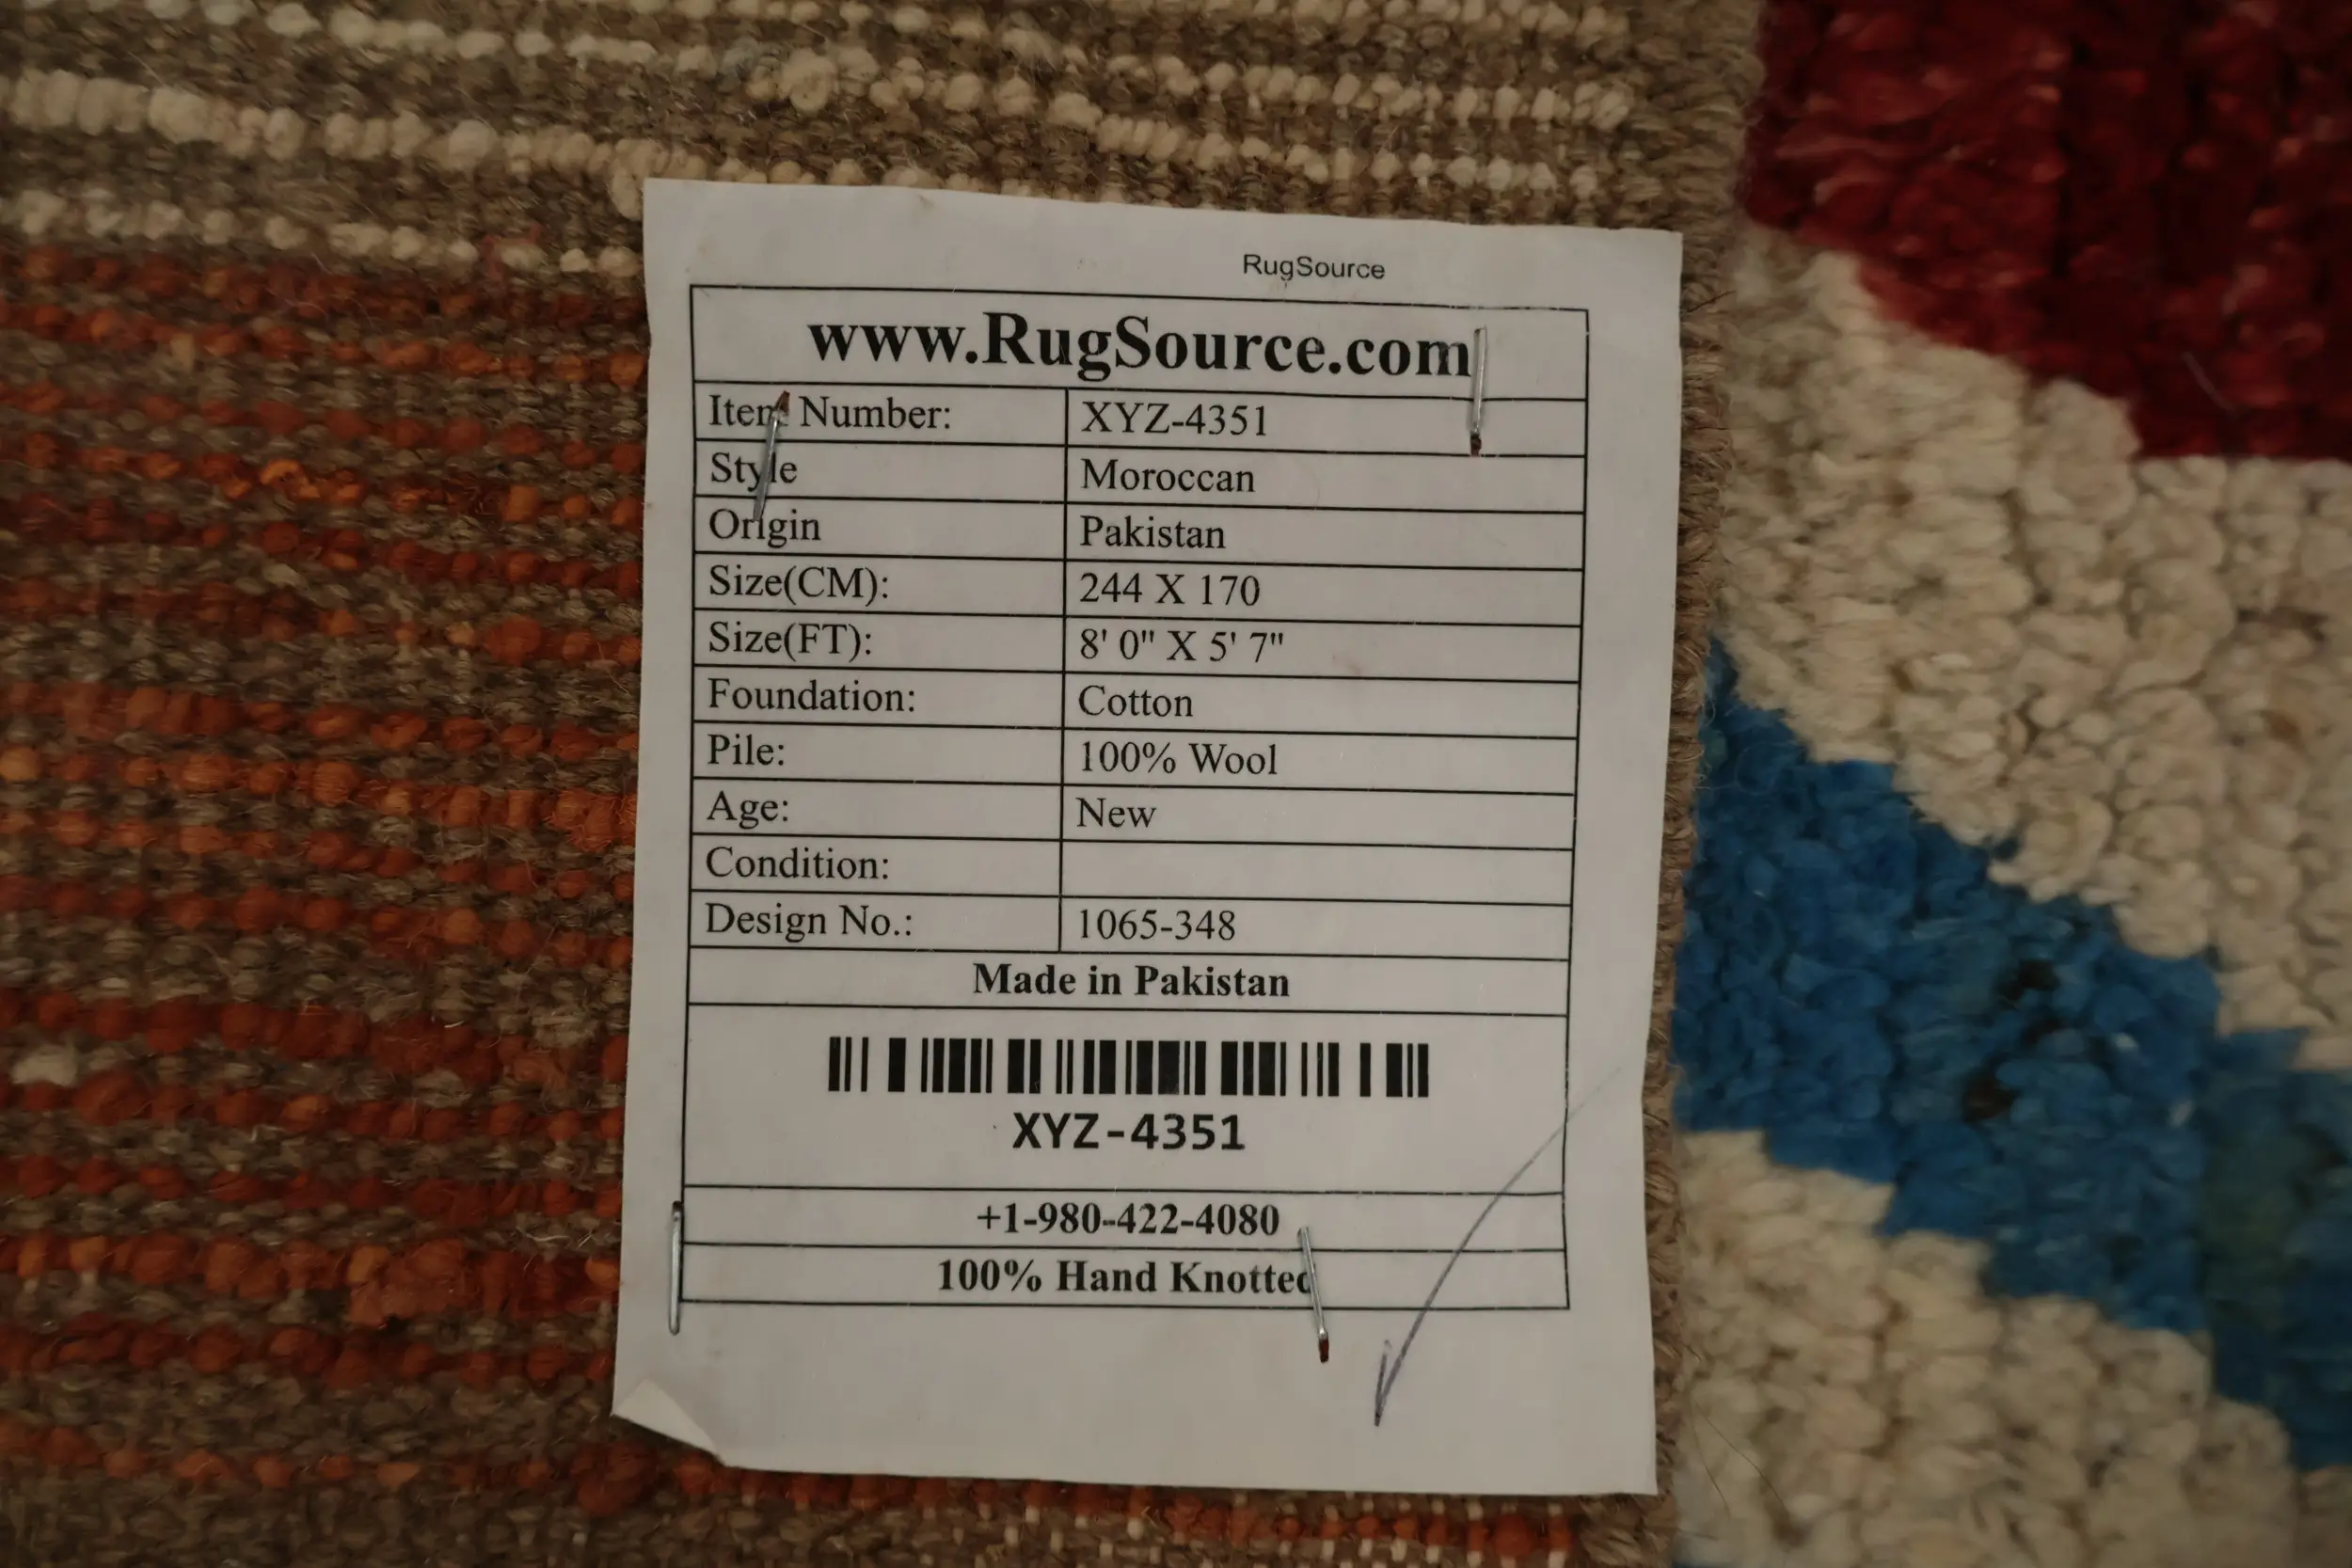 RugSource
www.RugSource.com
Item Number: XYZ-4351
Style Moroccan
Origin Pakistan
Size(CM): 244 X 170
Size(FT): 8' 0" X 5' 7"
Foundation: Cotton
Pile: 100% Wool
Age: New
Condition:
Design No.: 1065-348
Made in Pakistan
XYZ-4351
+1-980-422-4080
100% Hand Knotted